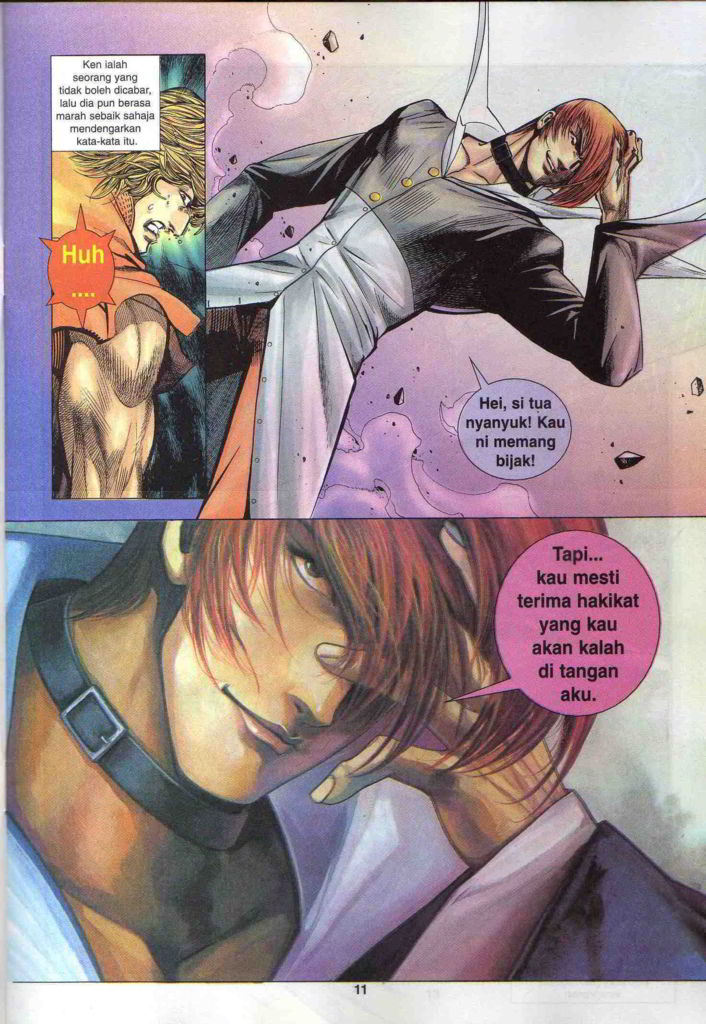 Ken ialah
seorang yang
tidak boleh dicabar,
lalu dia pun berasa
marah sebaik sahaja
mendengarkan
kata-kata itu.
Huh
....
Hei, si tua
nyanyuk! Kau
ni memang
bijak!
Tapi...
kau mesti
terima hakikat
yang kau
akan kalah
di tangan
aku.
11